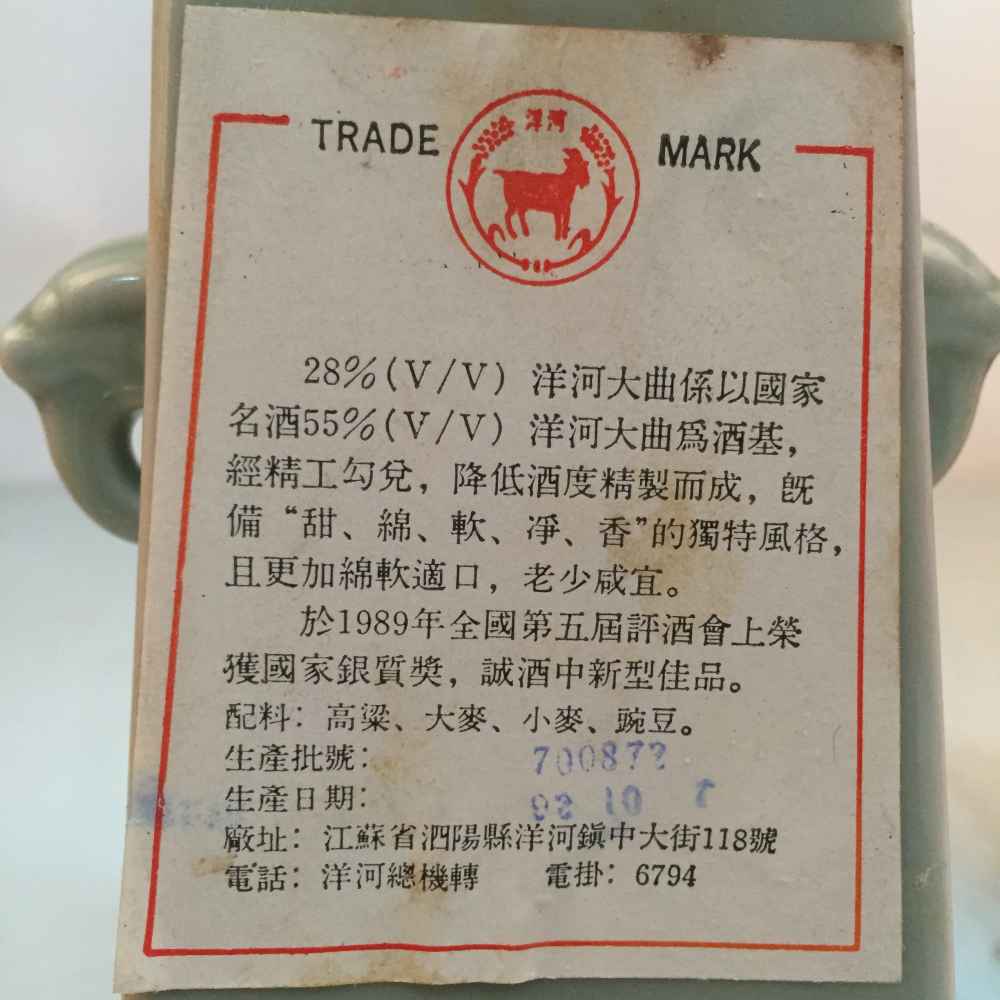 TRADE 洋河 MARK
28%(V/V) 洋河大曲係以國家
名酒55%(V/V) 洋河大曲爲酒基，
經精工勾兌，降低酒度精製而成，既
備“甜、綿、軟、凈、香”的獨特風格，
且更加綿軟適口，老少咸宜。
於1989年全國第五屆評酒會上榮
獲國家銀質獎，誠酒中新型佳品。
配料：高粱、大麥、小麥、豌豆。
生產批號：700872
生產日期：10
廠址：江蘇省泗陽縣洋河鎭中大街118號
電話：洋河總機轉 電掛：6794